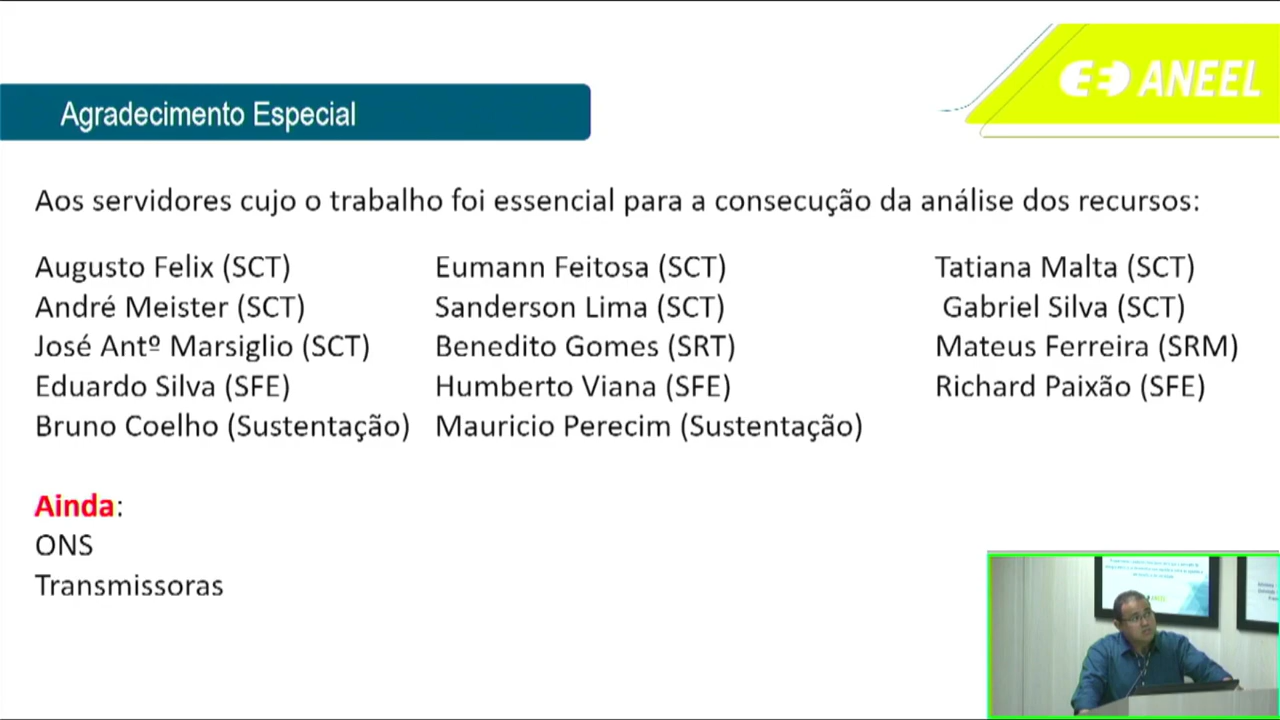 ANEEL
Agradecimento Especial
Aos servidores cujo o trabalho foi essencial para a consecução da análise dos recursos:
Augusto Felix (SCT)
André Meister (SCT)
José Antº Marsiglio (SCT)
Eduardo Silva (SFE)
Bruno Coelho (Sustentação)
Eumann Feitosa (SCT)
Sanderson Lima (SCT)
Benedito Gomes (SRT)
Humberto Viana (SFE)
Mauricio Perecim (Sustentação)
Tatiana Malta (SCT)
Gabriel Silva (SCT)
Mateus Ferreira (SRM)
Richard Paixão (SFE)
Ainda:
ONS
Transmissoras